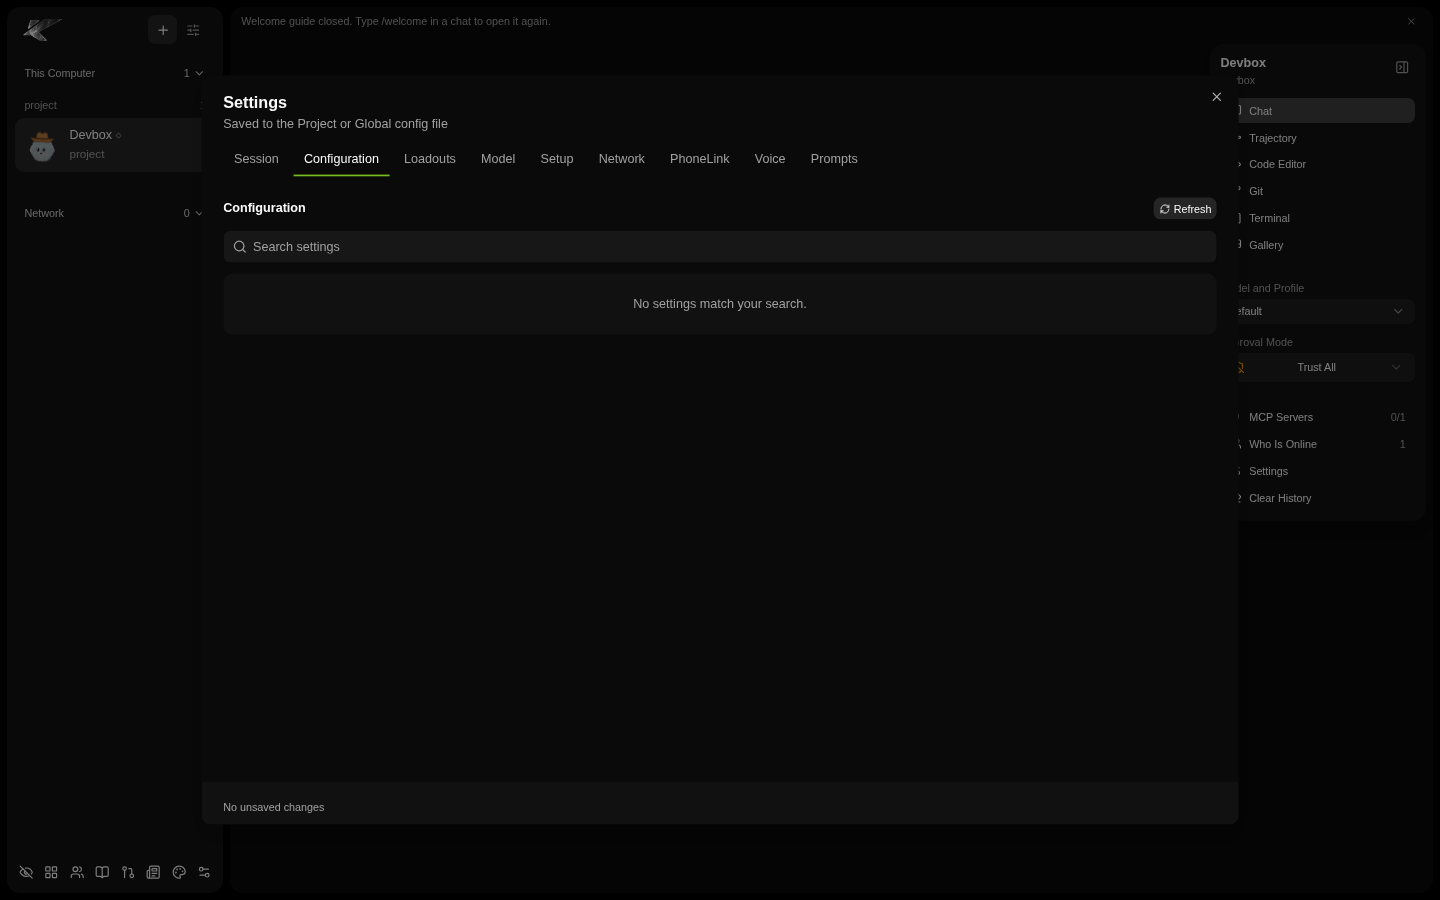 Welcome guide closed. Type /welcome in a chat to open it again.
This Computer 1
project
Devbox
project
Network 0
Settings
Saved to the Project or Global config file
Session Configuration Loadouts Model Setup Network PhoneLink Voice Prompts
Configuration
Refresh
Search settings
No settings match your search.
No unsaved changes
Devbox
Chat
Trajectory
Code Editor
Git
Terminal
Gallery
and Profile
Mode
Trust All
MCP Servers 0/1
Who Is Online 1
Settings
Clear History